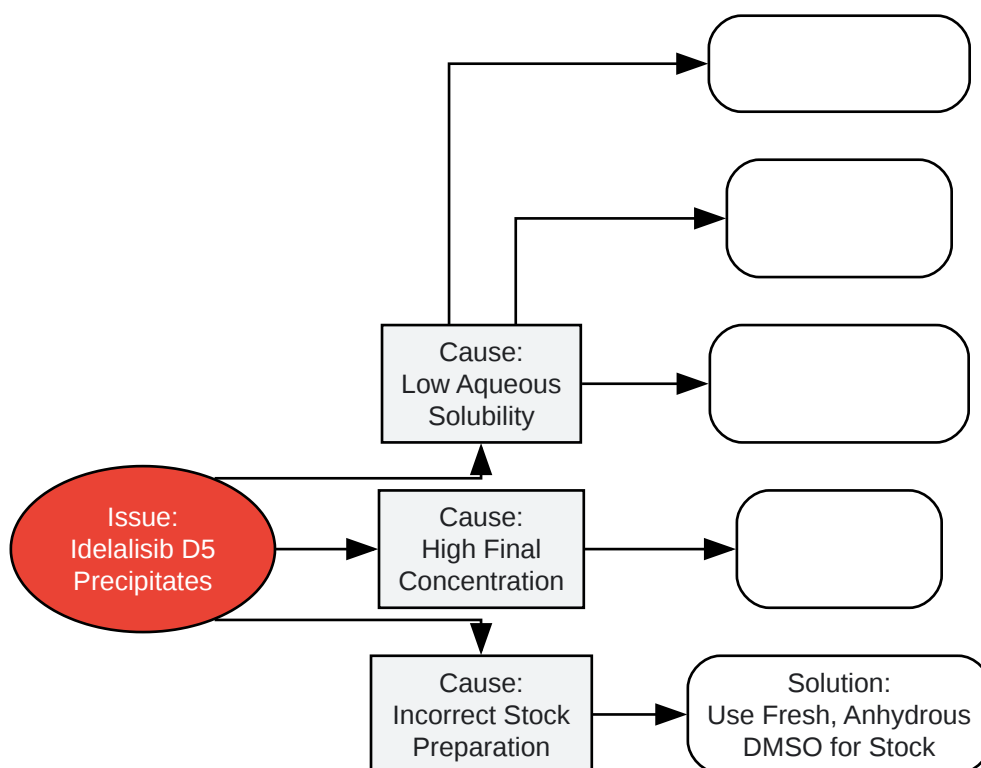 Cause:
Low Aqueous
Solubility
Issue:
Idelalisib D5
Precipitates
Cause:
High Final
Concentration
Cause:
Incorrect Stock
Preparation
Solution:
Use Fresh, Anhydrous
DMSO for Stock